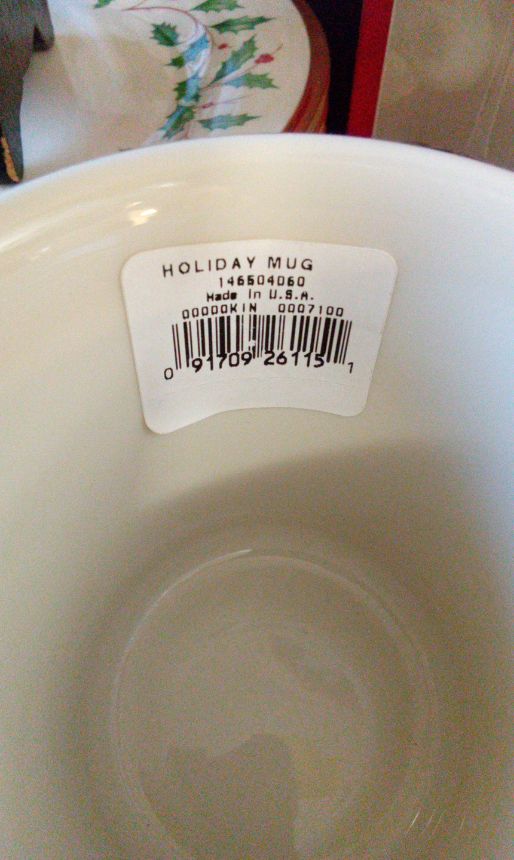 HOLIDAY MUG
146504060
Made In U.S.A.
00000KIN 0007100
0 91709 26115 1